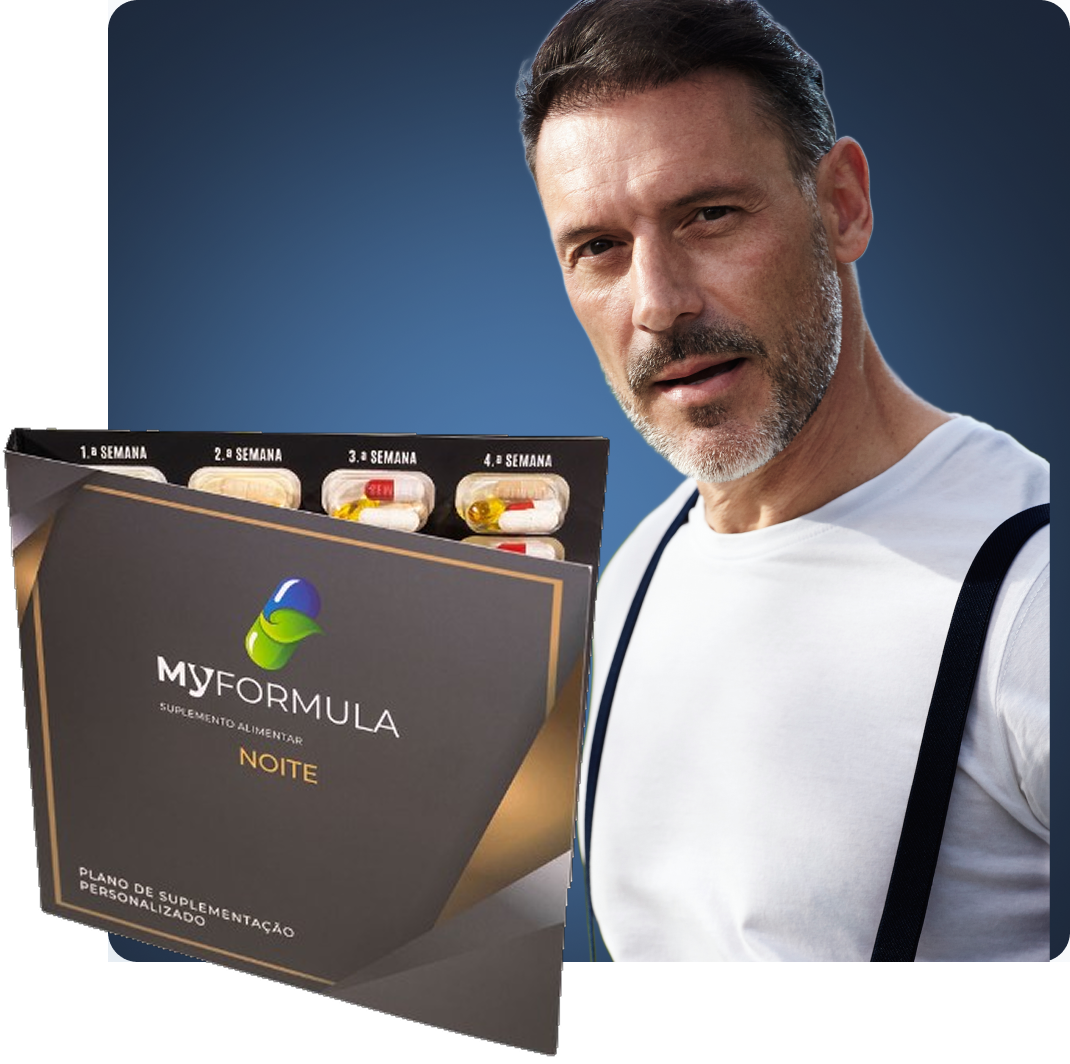 1.ª SEMANA
2.ª SEMANA
3.ª SEMANA
4.ª SEMANA
MyFORMULA
SUPLEMENTO ALIMENTAR
NOITE
PLANO DE SUPLEMENTAÇÃO
PERSONALIZADO